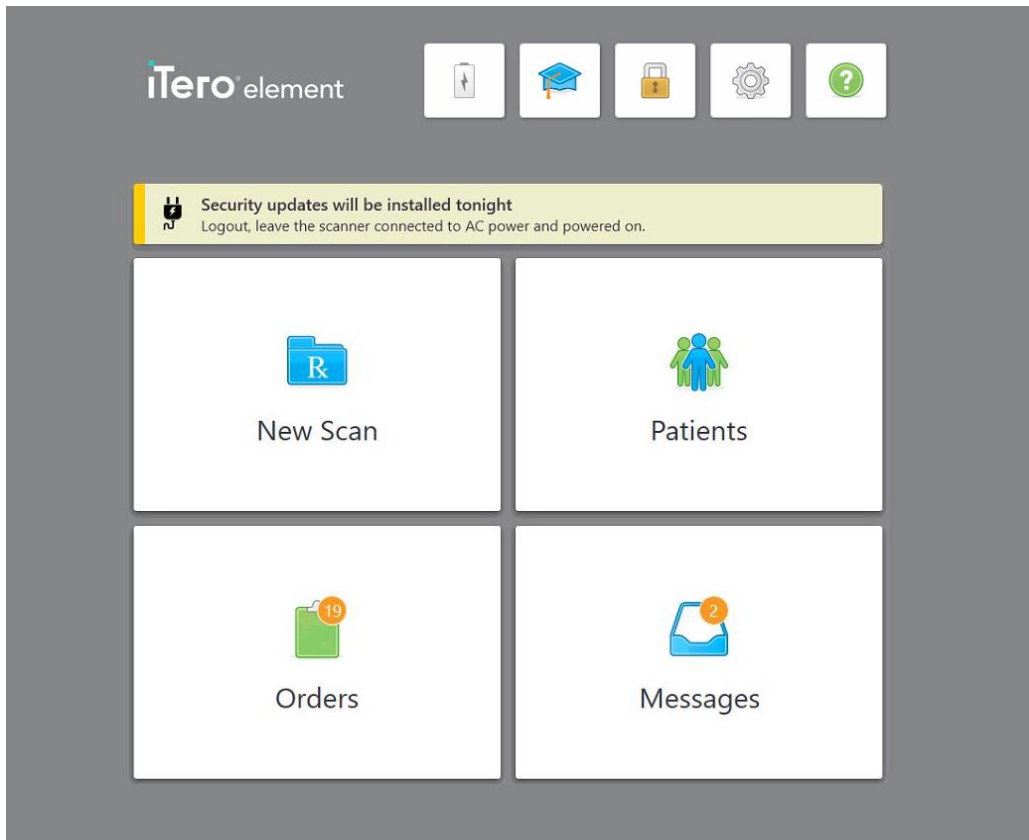 iTero® element
?
Security updates will be installed tonight
Logout, leave the scanner connected to AC power and powered on.
Rx
New Scan
Patients
19
Orders
2
Messages